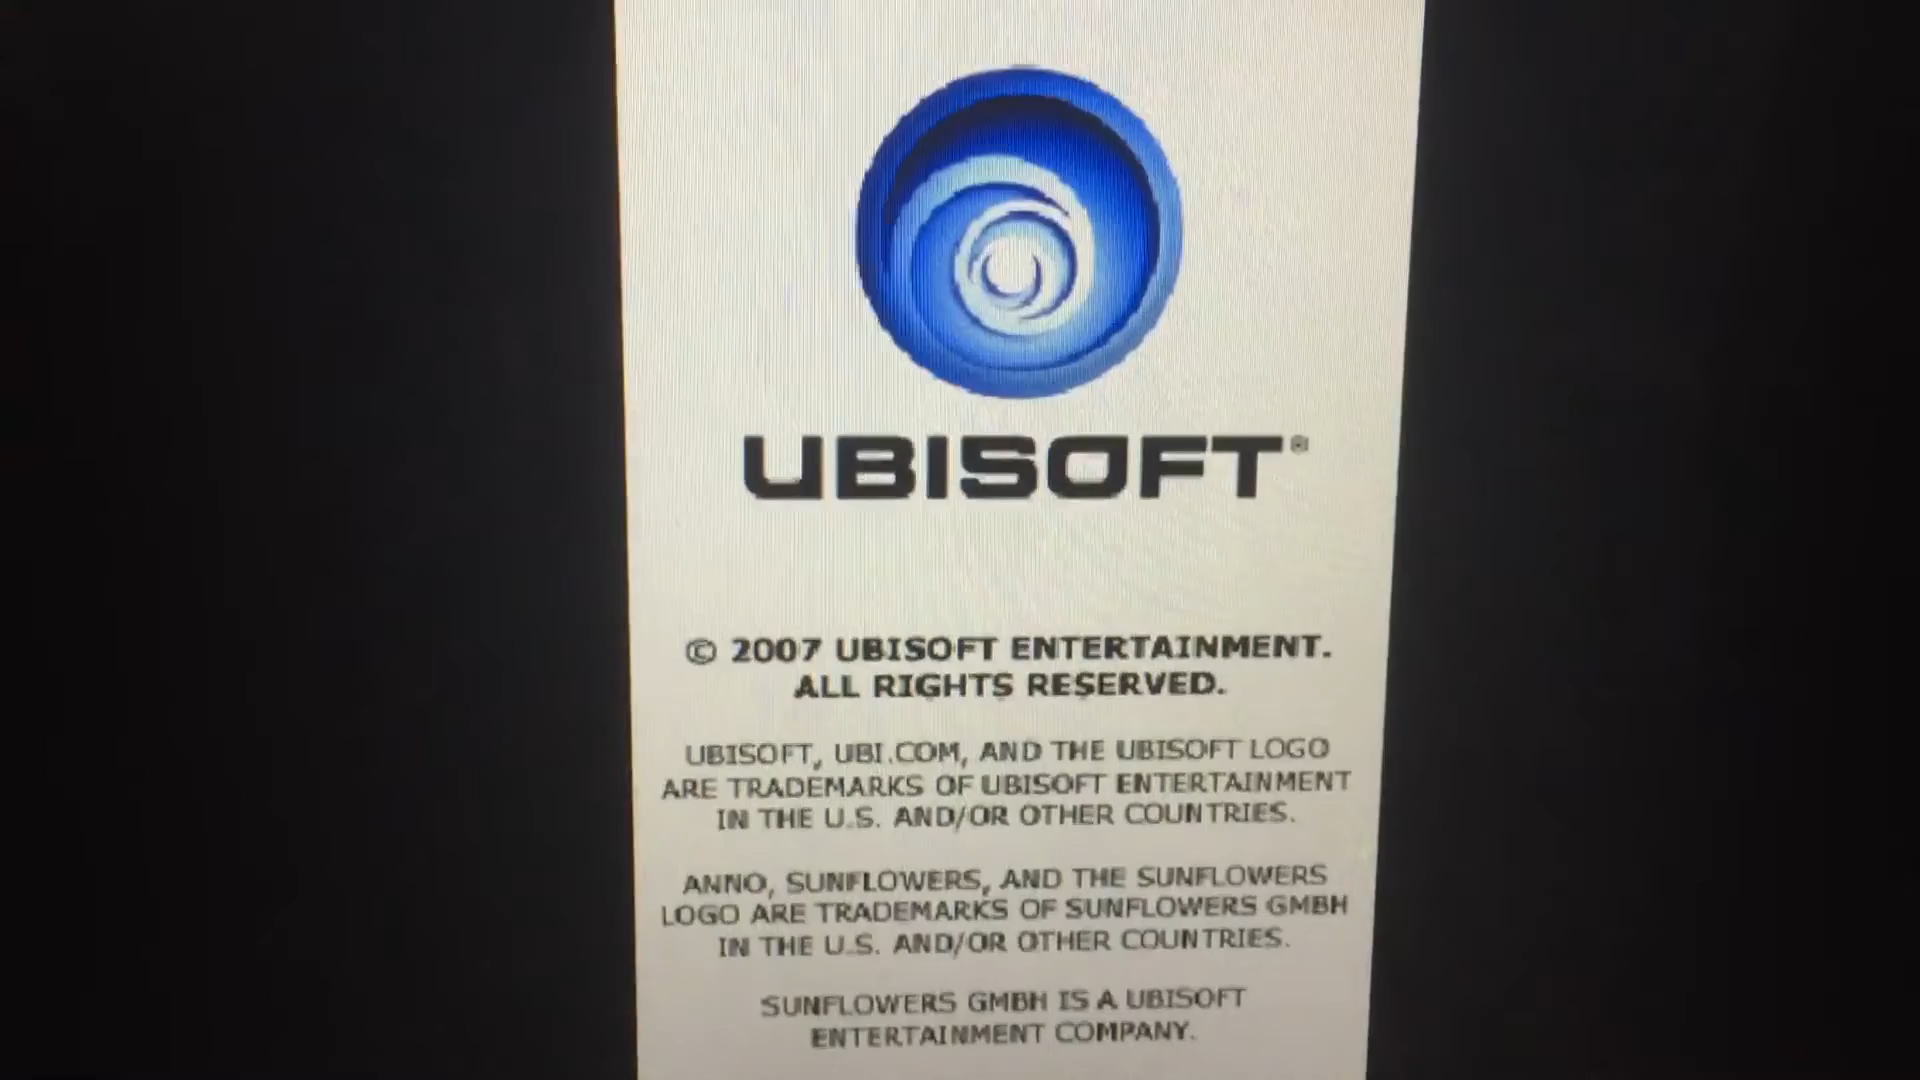 UBISOFT®
© 2007 UBISOFT ENTERTAINMENT.
ALL RIGHTS RESERVED.
UBISOFT, UBI.COM, AND THE UBISOFT LOGO
ARE TRADEMARKS OF UBISOFT ENTERTAINMENT
IN THE U.S. AND/OR OTHER COUNTRIES.
ANNO, SUNFLOWERS, AND THE SUNFLOWERS
LOGO ARE TRADEMARKS OF SUNFLOWERS GMBH
IN THE U.S. AND/OR OTHER COUNTRIES.
SUNFLOWERS GMBH IS A UBISOFT
ENTERTAINMENT COMPANY.